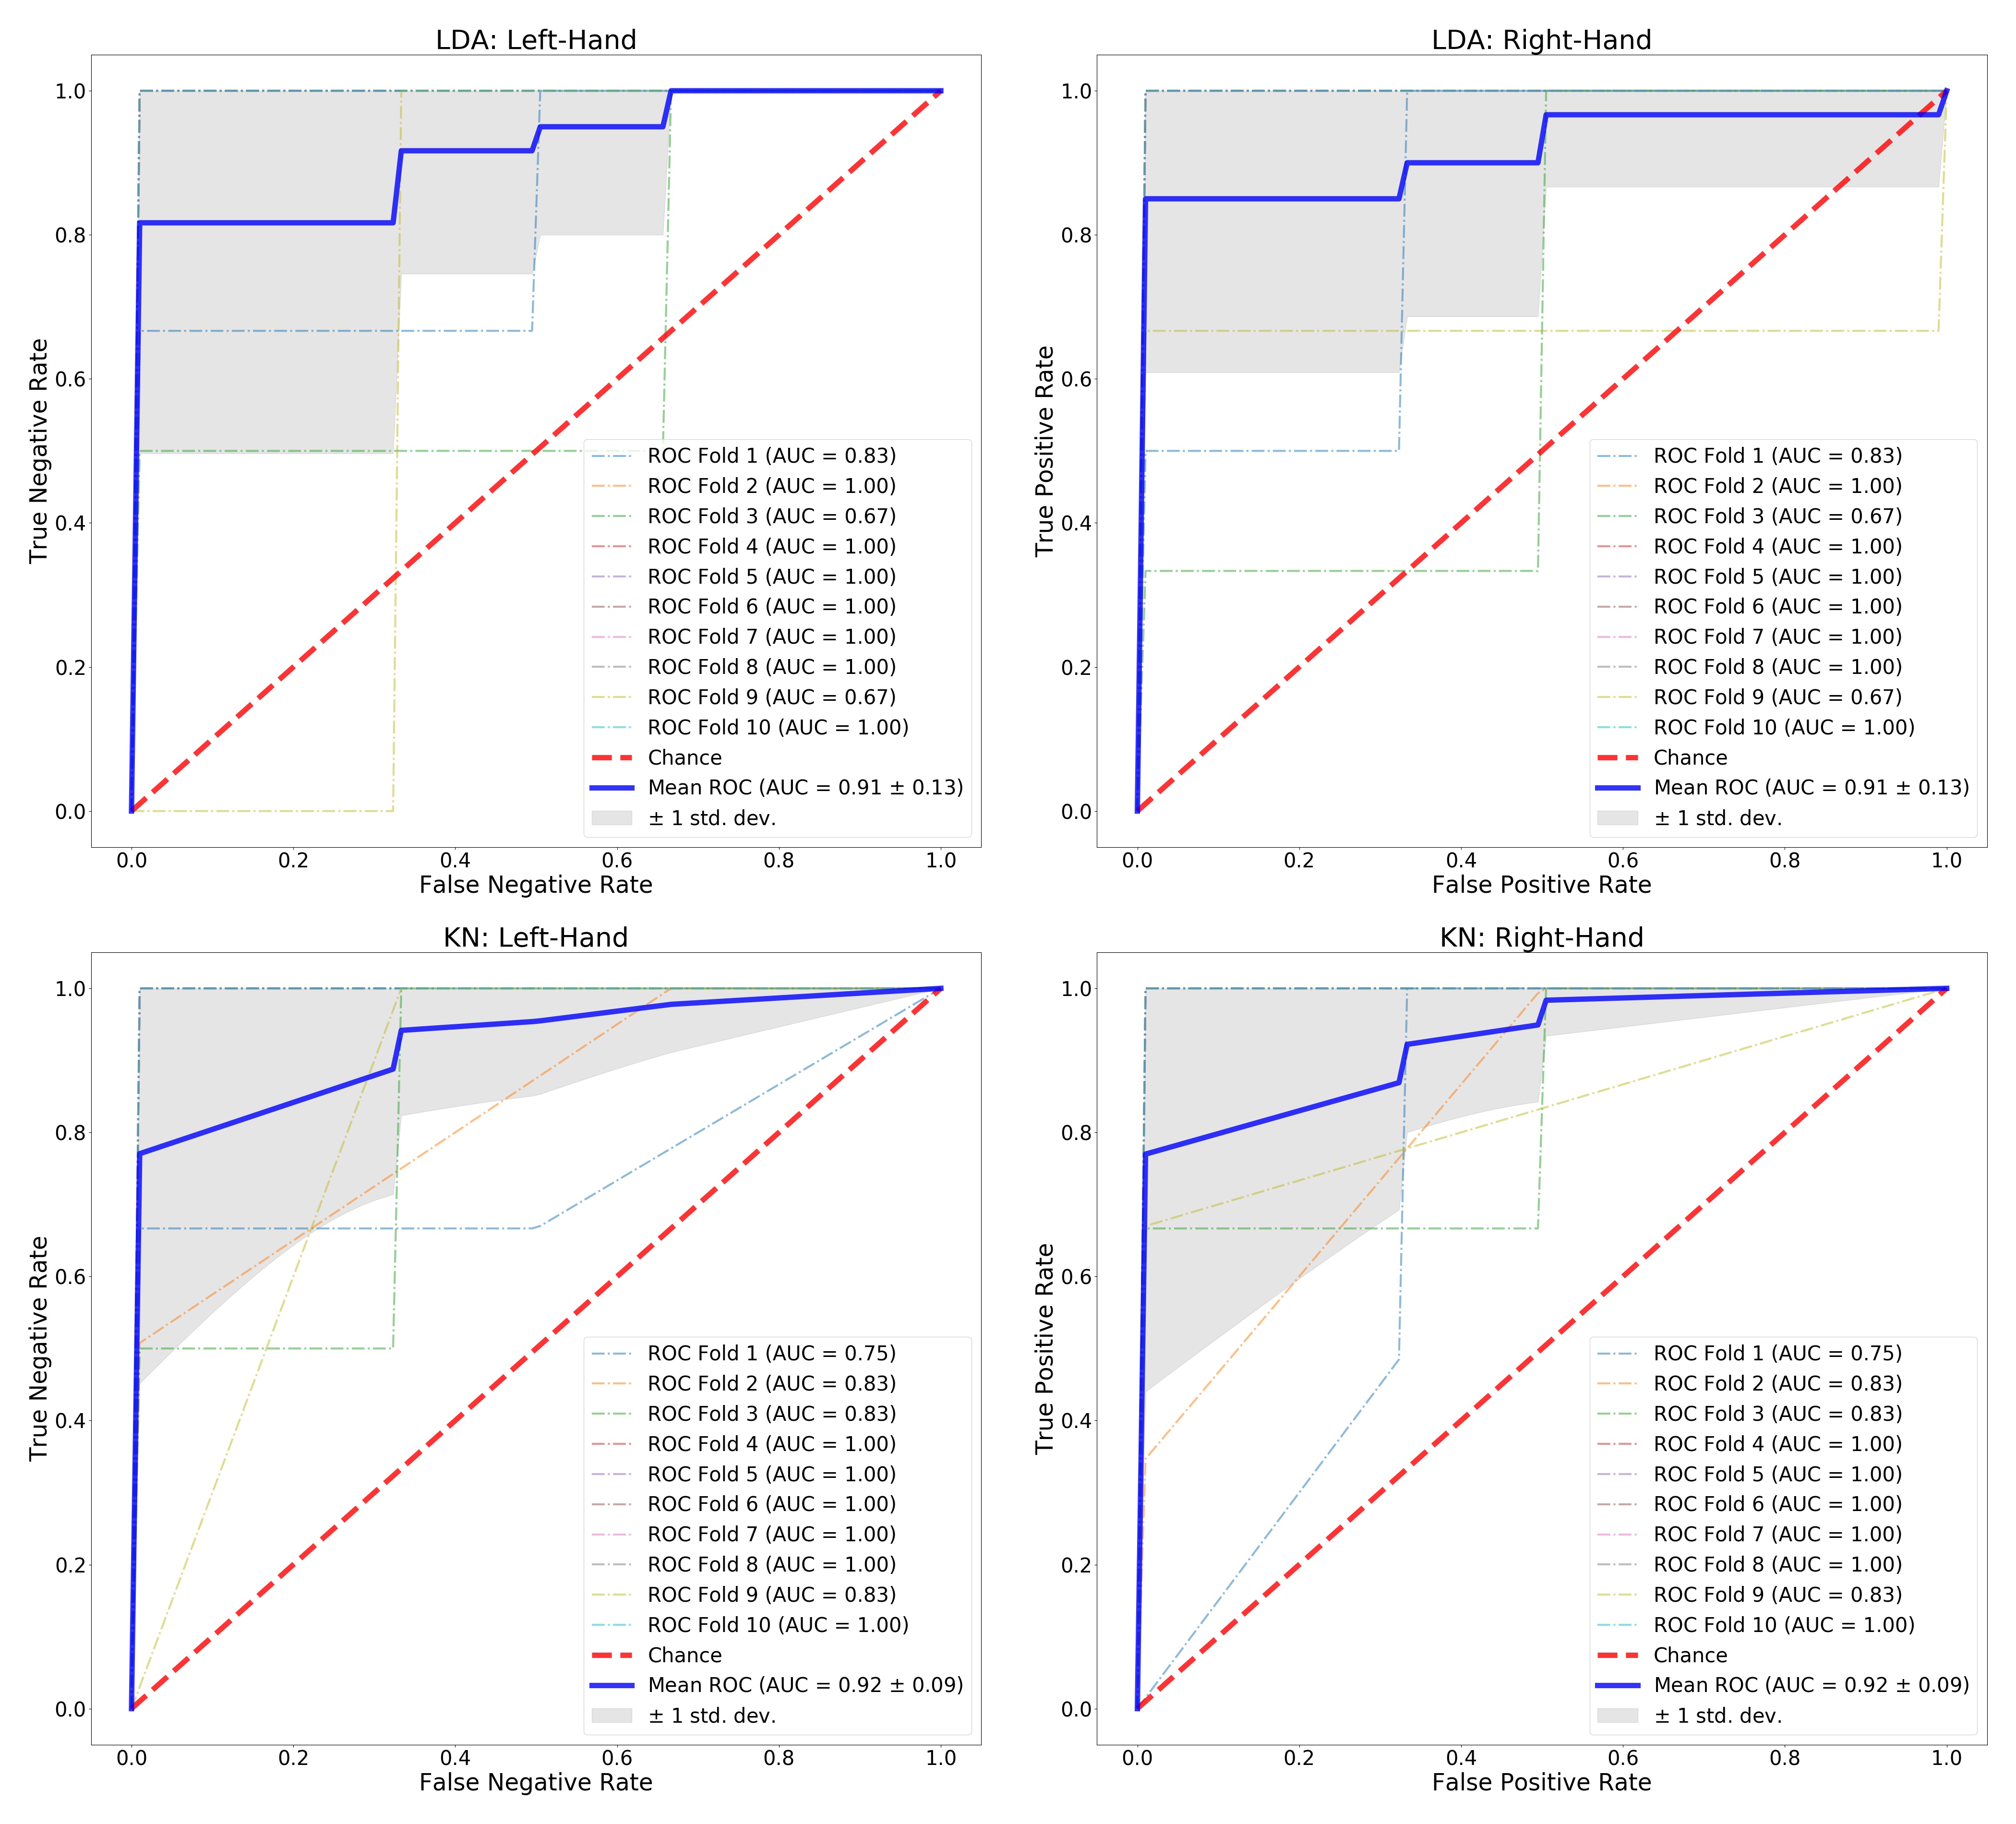 LDA: Left-Hand
True Negative Rate
1.0
0.8
0.6
0.4
0.2
0.0
ROC Fold 1 (AUC = 0.83)
ROC Fold 2 (AUC = 1.00)
ROC Fold 3 (AUC = 0.67)
ROC Fold 4 (AUC = 1.00)
ROC Fold 5 (AUC = 1.00)
ROC Fold 6 (AUC = 1.00)
ROC Fold 7 (AUC = 1.00)
ROC Fold 8 (AUC = 1.00)
ROC Fold 9 (AUC = 0.67)
ROC Fold 10 (AUC = 1.00)
Chance
Mean ROC (AUC = 0.91 ± 0.13)
± 1 std. dev.
0.0 0.2 0.4 0.6 0.8 1.0
False Negative Rate
LDA: Right-Hand
True Positive Rate
1.0
0.8
0.6
0.4
0.2
0.0
ROC Fold 1 (AUC = 0.83)
ROC Fold 2 (AUC = 1.00)
ROC Fold 3 (AUC = 0.67)
ROC Fold 4 (AUC = 1.00)
ROC Fold 5 (AUC = 1.00)
ROC Fold 6 (AUC = 1.00)
ROC Fold 7 (AUC = 1.00)
ROC Fold 8 (AUC = 1.00)
ROC Fold 9 (AUC = 0.67)
ROC Fold 10 (AUC = 1.00)
Chance
Mean ROC (AUC = 0.91 ± 0.13)
± 1 std. dev.
0.0 0.2 0.4 0.6 0.8 1.0
False Positive Rate
KN: Left-Hand
True Negative Rate
1.0
0.8
0.6
0.4
0.2
0.0
ROC Fold 1 (AUC = 0.75)
ROC Fold 2 (AUC = 0.83)
ROC Fold 3 (AUC = 0.83)
ROC Fold 4 (AUC = 1.00)
ROC Fold 5 (AUC = 1.00)
ROC Fold 6 (AUC = 1.00)
ROC Fold 7 (AUC = 1.00)
ROC Fold 8 (AUC = 1.00)
ROC Fold 9 (AUC = 0.83)
ROC Fold 10 (AUC = 1.00)
Chance
Mean ROC (AUC = 0.92 ± 0.09)
± 1 std. dev.
0.0 0.2 0.4 0.6 0.8 1.0
False Negative Rate
KN: Right-Hand
True Positive Rate
1.0
0.8
0.6
0.4
0.2
0.0
ROC Fold 1 (AUC = 0.75)
ROC Fold 2 (AUC = 0.83)
ROC Fold 3 (AUC = 0.83)
ROC Fold 4 (AUC = 1.00)
ROC Fold 5 (AUC = 1.00)
ROC Fold 6 (AUC = 1.00)
ROC Fold 7 (AUC = 1.00)
ROC Fold 8 (AUC = 1.00)
ROC Fold 9 (AUC = 0.83)
ROC Fold 10 (AUC = 1.00)
Chance
Mean ROC (AUC = 0.92 ± 0.09)
± 1 std. dev.
0.0 0.2 0.4 0.6 0.8 1.0
False Positive Rate